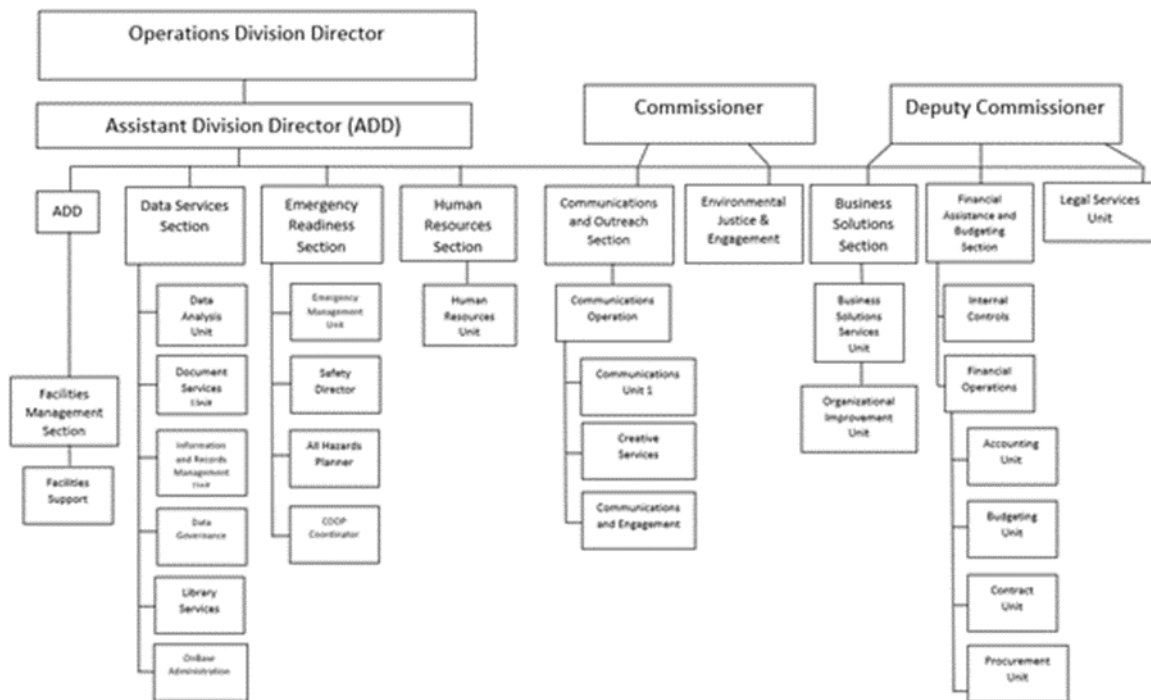 Operations Division Director
Assistant Division Director (ADD)
Commissioner
Deputy Commissioner
ADD
Data Services
Section
Emergency
Readiness
Section
Human
Resources
Section
Communications
and Outreach
Section
Environmental
Justice &
Engagement
Business
Solutions
Section
Financial
Assistance and
Budgeting
Section
Legal Services
Unit
Facilities
Management
Section
Facilities
Support
Data
Analysis
Unit
Document
Services
Unit
Information
and Records
Management
Unit
Data
Governance
Library
Services
OnBase
Administration
Emergency
Management
Unit
Safety
Director
All Hazards
Planner
COOP
Coordinator
Human
Resources
Unit
Communications
Operation
Communications
Unit 1
Creative
Services
Communications
and Engagement
Business
Solutions
Services
Unit
Organizational
Improvement
Unit
Internal
Controls
Financial
Operations
Accounting
Unit
Budgeting
Unit
Contract
Unit
Procurement
Unit